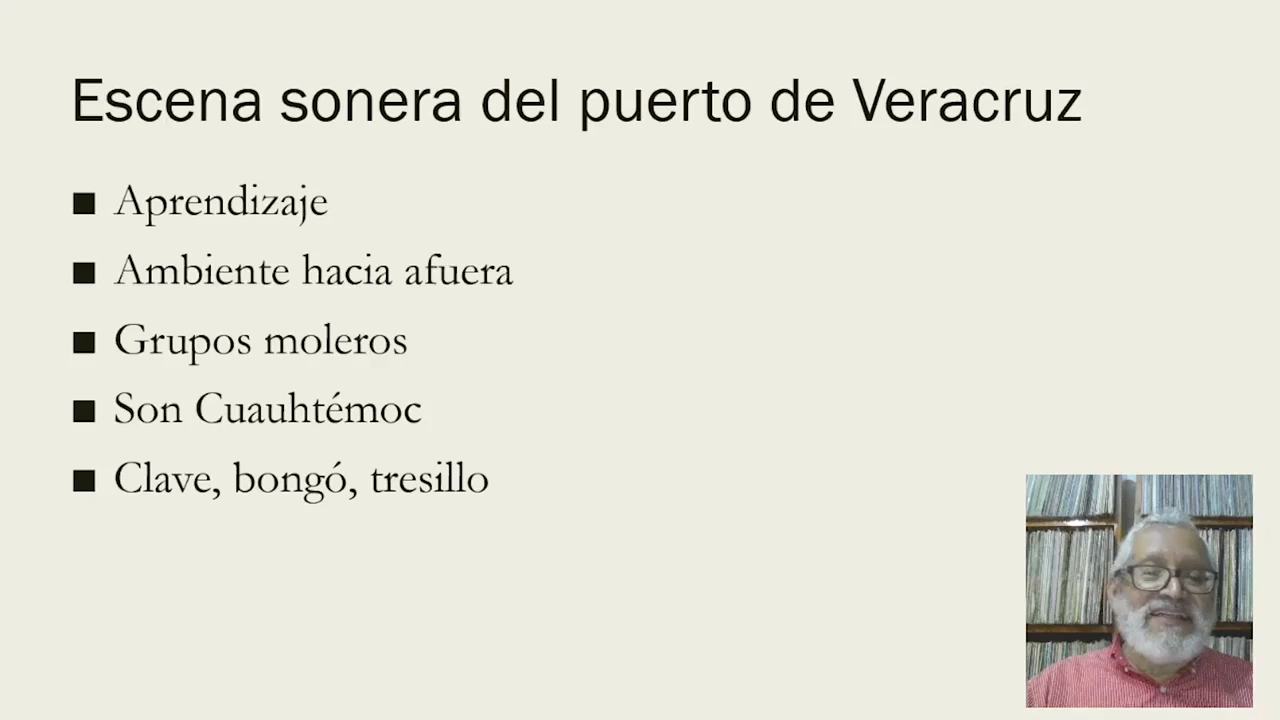 Escena sonera del puerto de Veracruz
■ Aprendizaje
■ Ambiente hacia afuera
■ Grupos moleros
■ Son Cuauhtémoc
■ Clave, bongó, tresillo